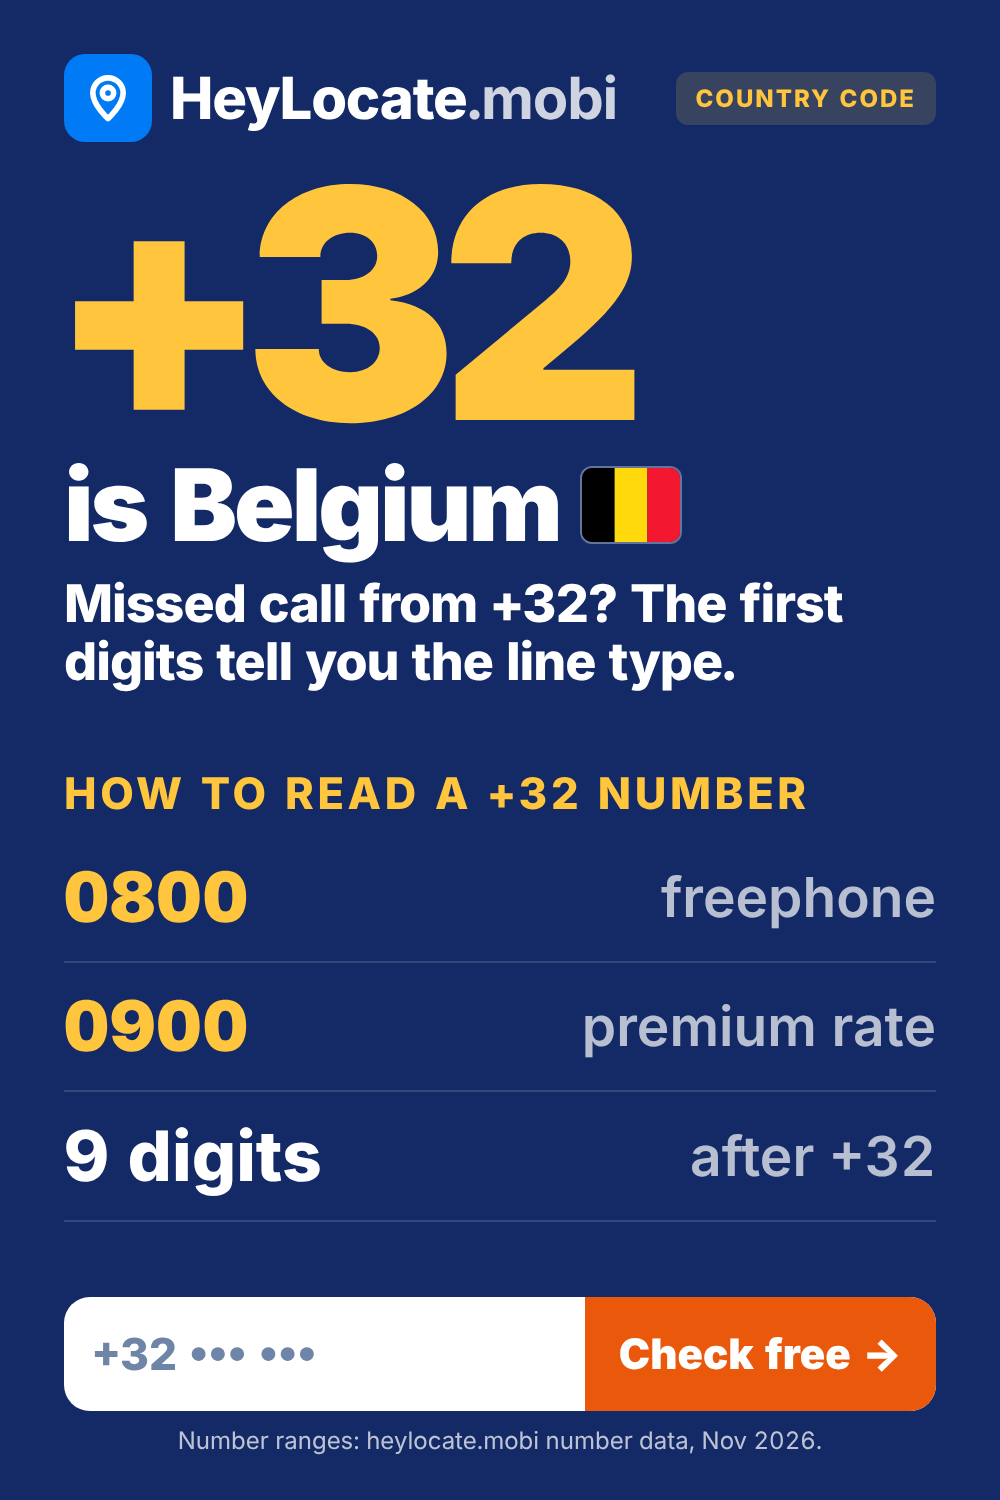 HeyLocate.mobi
COUNTRY CODE
+32
is Belgium
Missed call from +32? The first
digits tell you the line type.
HOW TO READ A +32 NUMBER
0800 freephone
0900 premium rate
9 digits after +32
+32 ••• •••
Check free →
Number ranges: heylocate.mobi number data, Nov 2026.